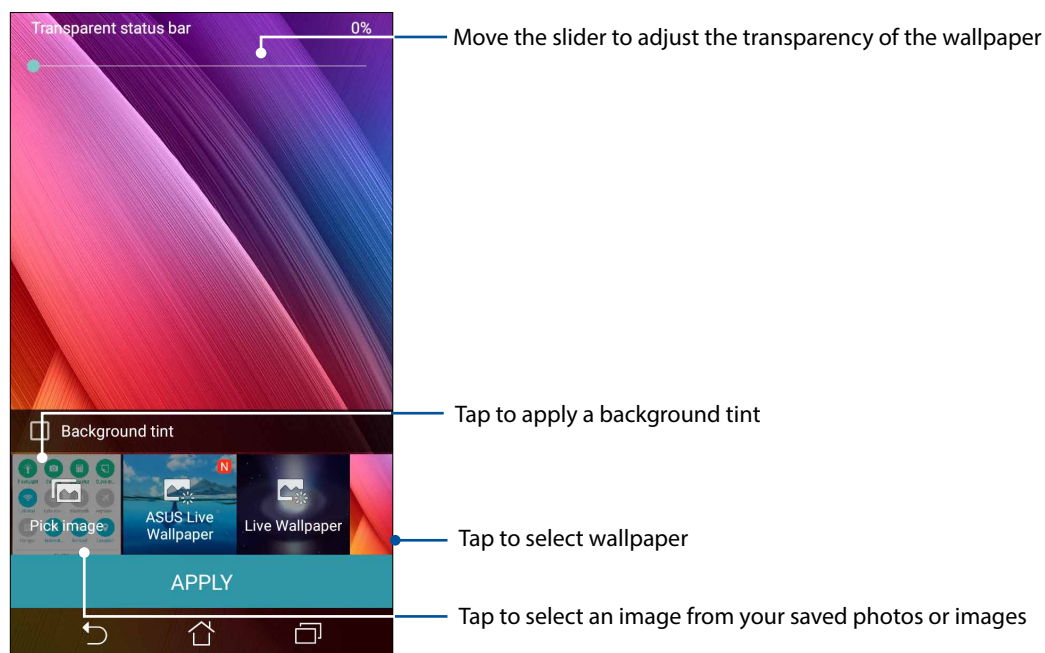 Transparent status bar 0%
Move the slider to adjust the transparency of the wallpaper
Background tint
Tap to apply a background tint
Pick image
ASUS Live
Wallpaper
N
Live Wallpaper
Tap to select wallpaper
APPLY
Tap to select an image from your saved photos or images